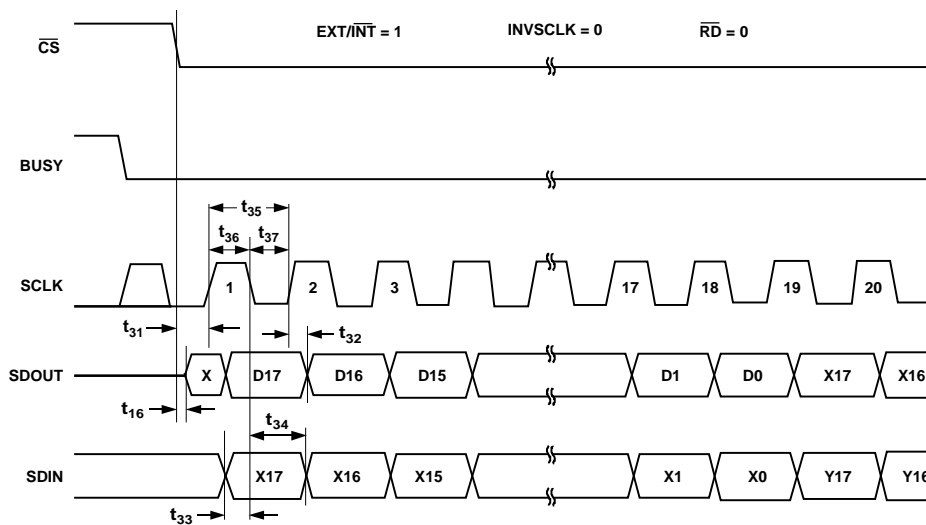 EXT/INT = 1 INVSCLK = 0 RD = 0
CS
BUSY
t35
t36 t37
SCLK 1 2 3 17 18 19 20
t31 t32
SDOUT X D17 D16 D15 D1 D0 X17 X16
t16 t34
SDIN X17 X16 X15 X1 X0 Y17 Y16
t33